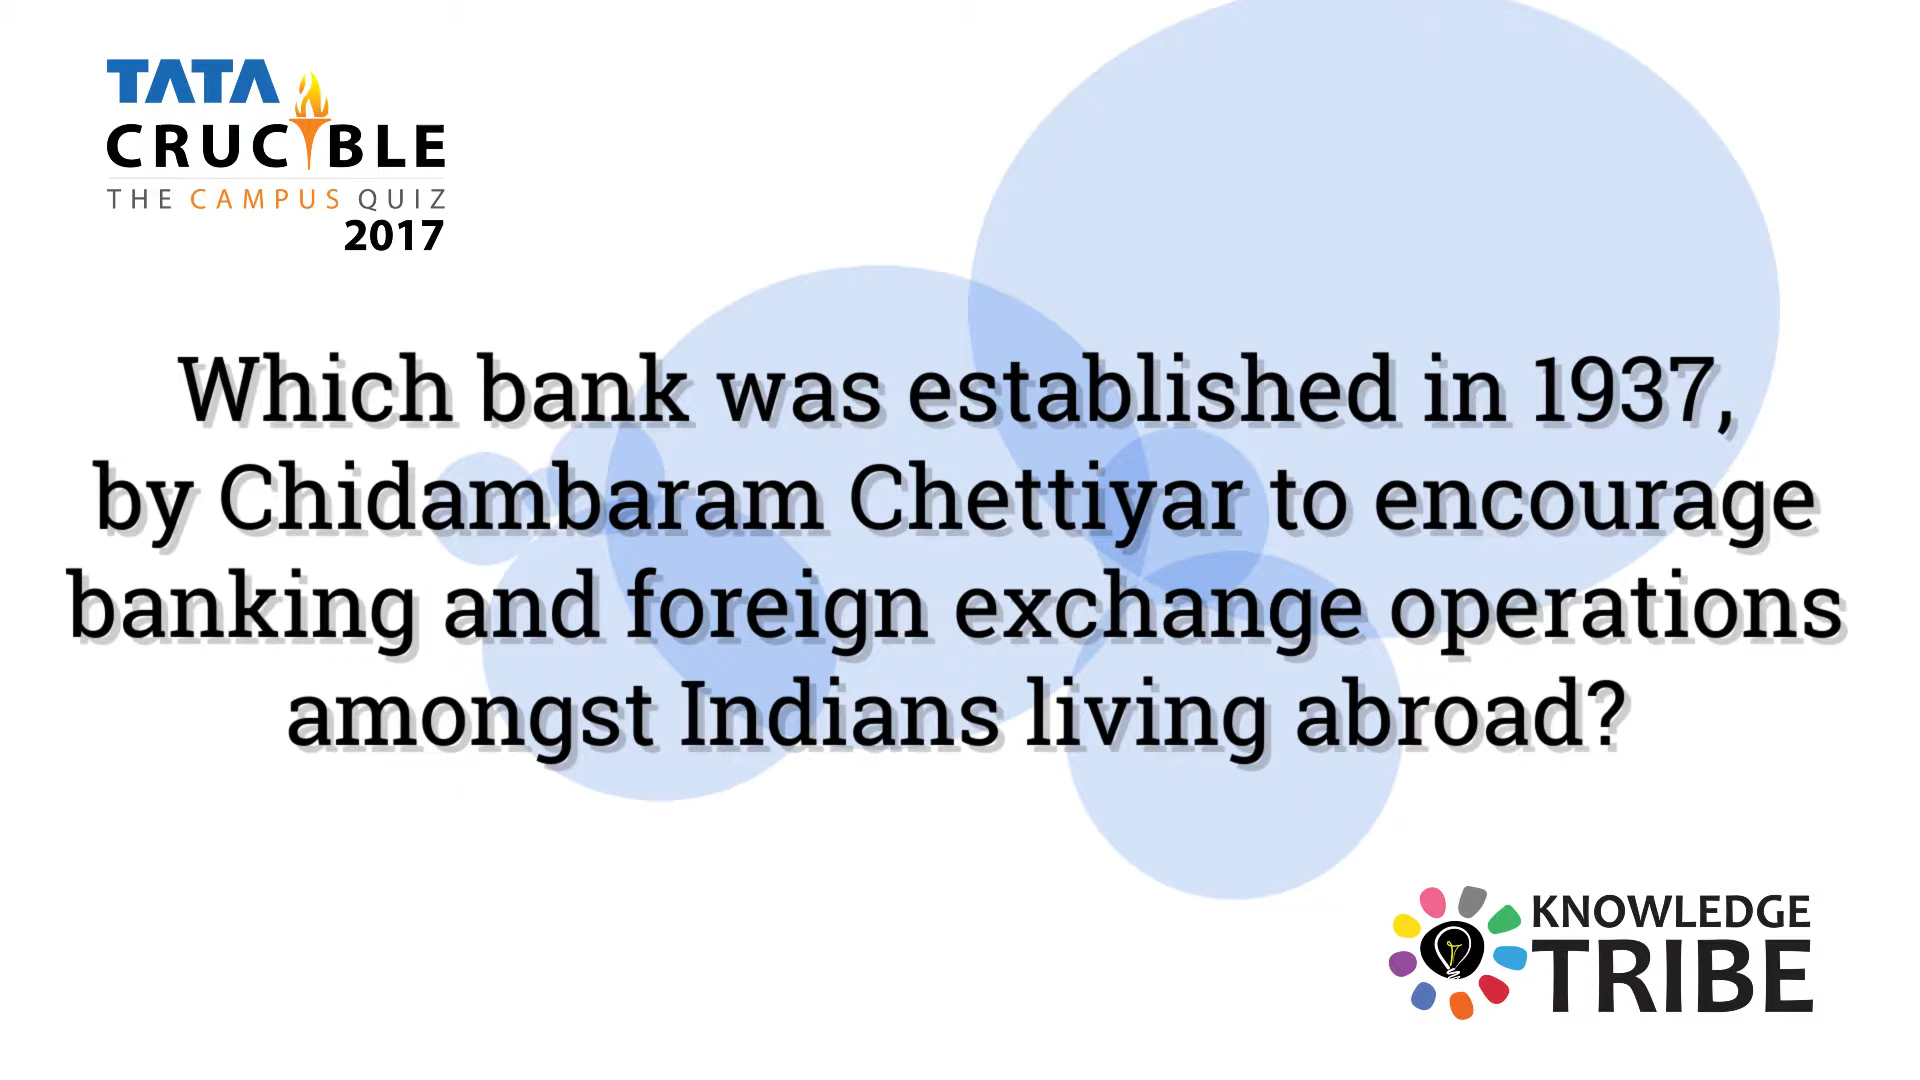 TATA
CRUCIBLE
THE CAMPUS QUIZ
2017
Which bank was established in 1937,
by Chidambaram Chettiyar to encourage
banking and foreign exchange operations
amongst Indians living abroad?
KNOWLEDGE
TRIBE